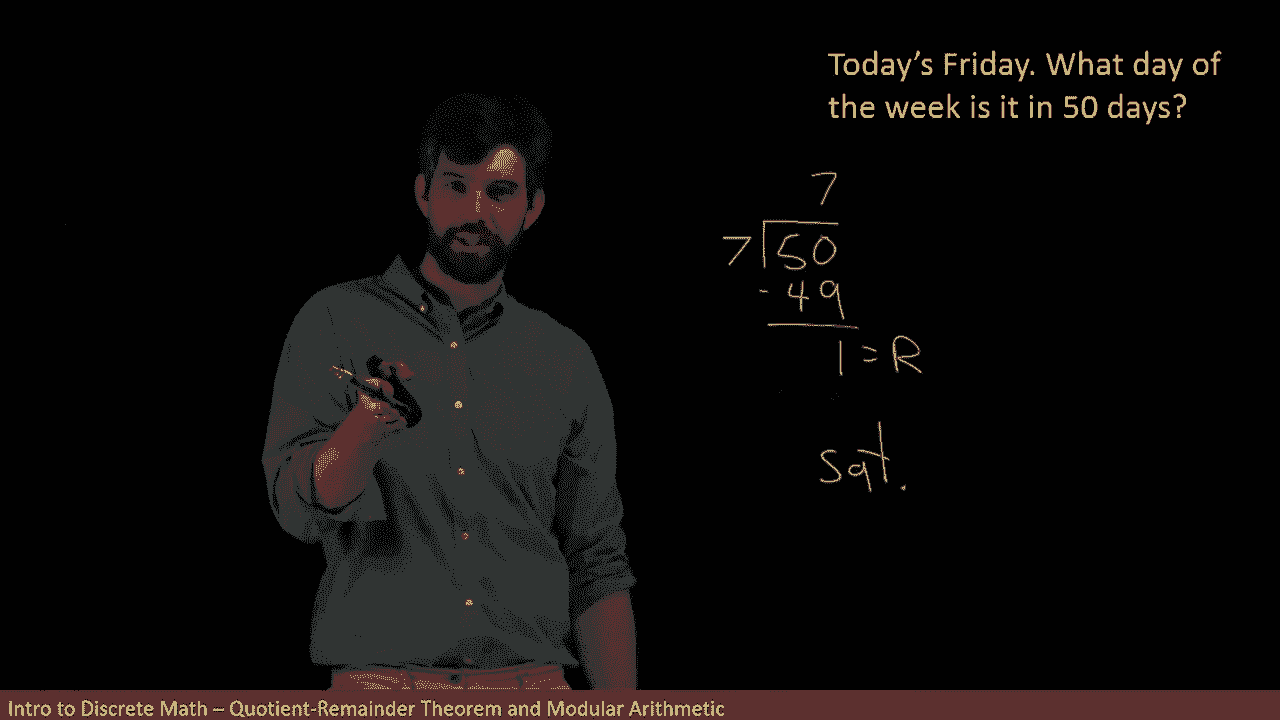 Today's Friday. What day of
the week is it in 50 days?
7
7 50
- 49
1 = R
Sat.
Intro to Discrete Math – Quotient-Remainder Theorem and Modular Arithmetic